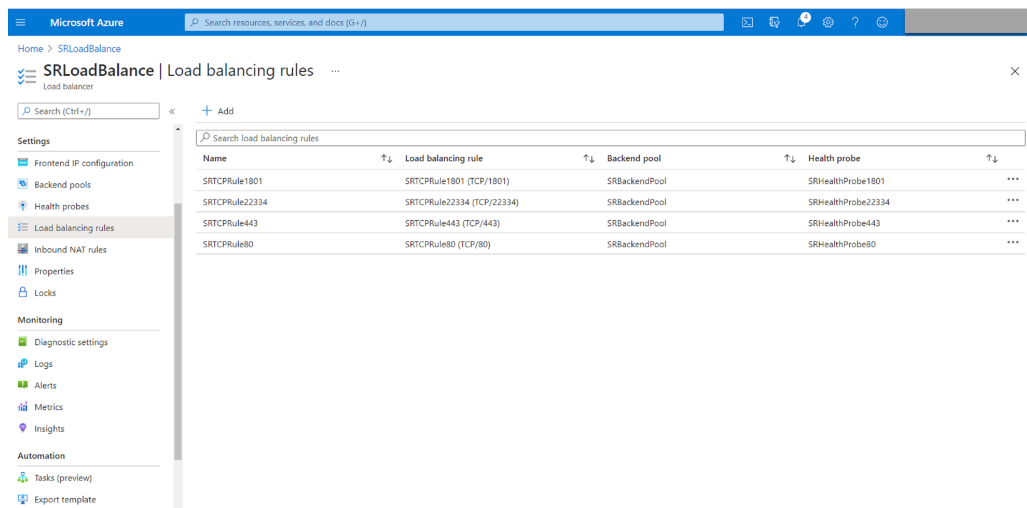 Microsoft Azure
Search resources, services, and docs (G+/)
4
Home > SRLoadBalance
SRLoadBalance | Load balancing rules ...
Load balancer
Search (Ctrl+/)
«
+ Add
Search load balancing rules
Settings
Frontend IP configuration
Backend pools
Health probes
Load balancing rules
Inbound NAT rules
Properties
Locks
Monitoring
Diagnostic settings
Logs
Alerts
Metrics
Insights
Automation
Tasks (preview)
Export template
Name Load balancing rule Backend pool Health probe
SRTCPRule1801 SRTCPRule1801 (TCP/1801) SRBackendPool SRHealthProbe1801
SRTCPRule22334 SRTCPRule22334 (TCP/22334) SRBackendPool SRHealthProbe22334
SRTCPRule443 SRTCPRule443 (TCP/443) SRBackendPool SRHealthProbe443
SRTCPRule80 SRTCPRule80 (TCP/80) SRBackendPool SRHealthProbe80